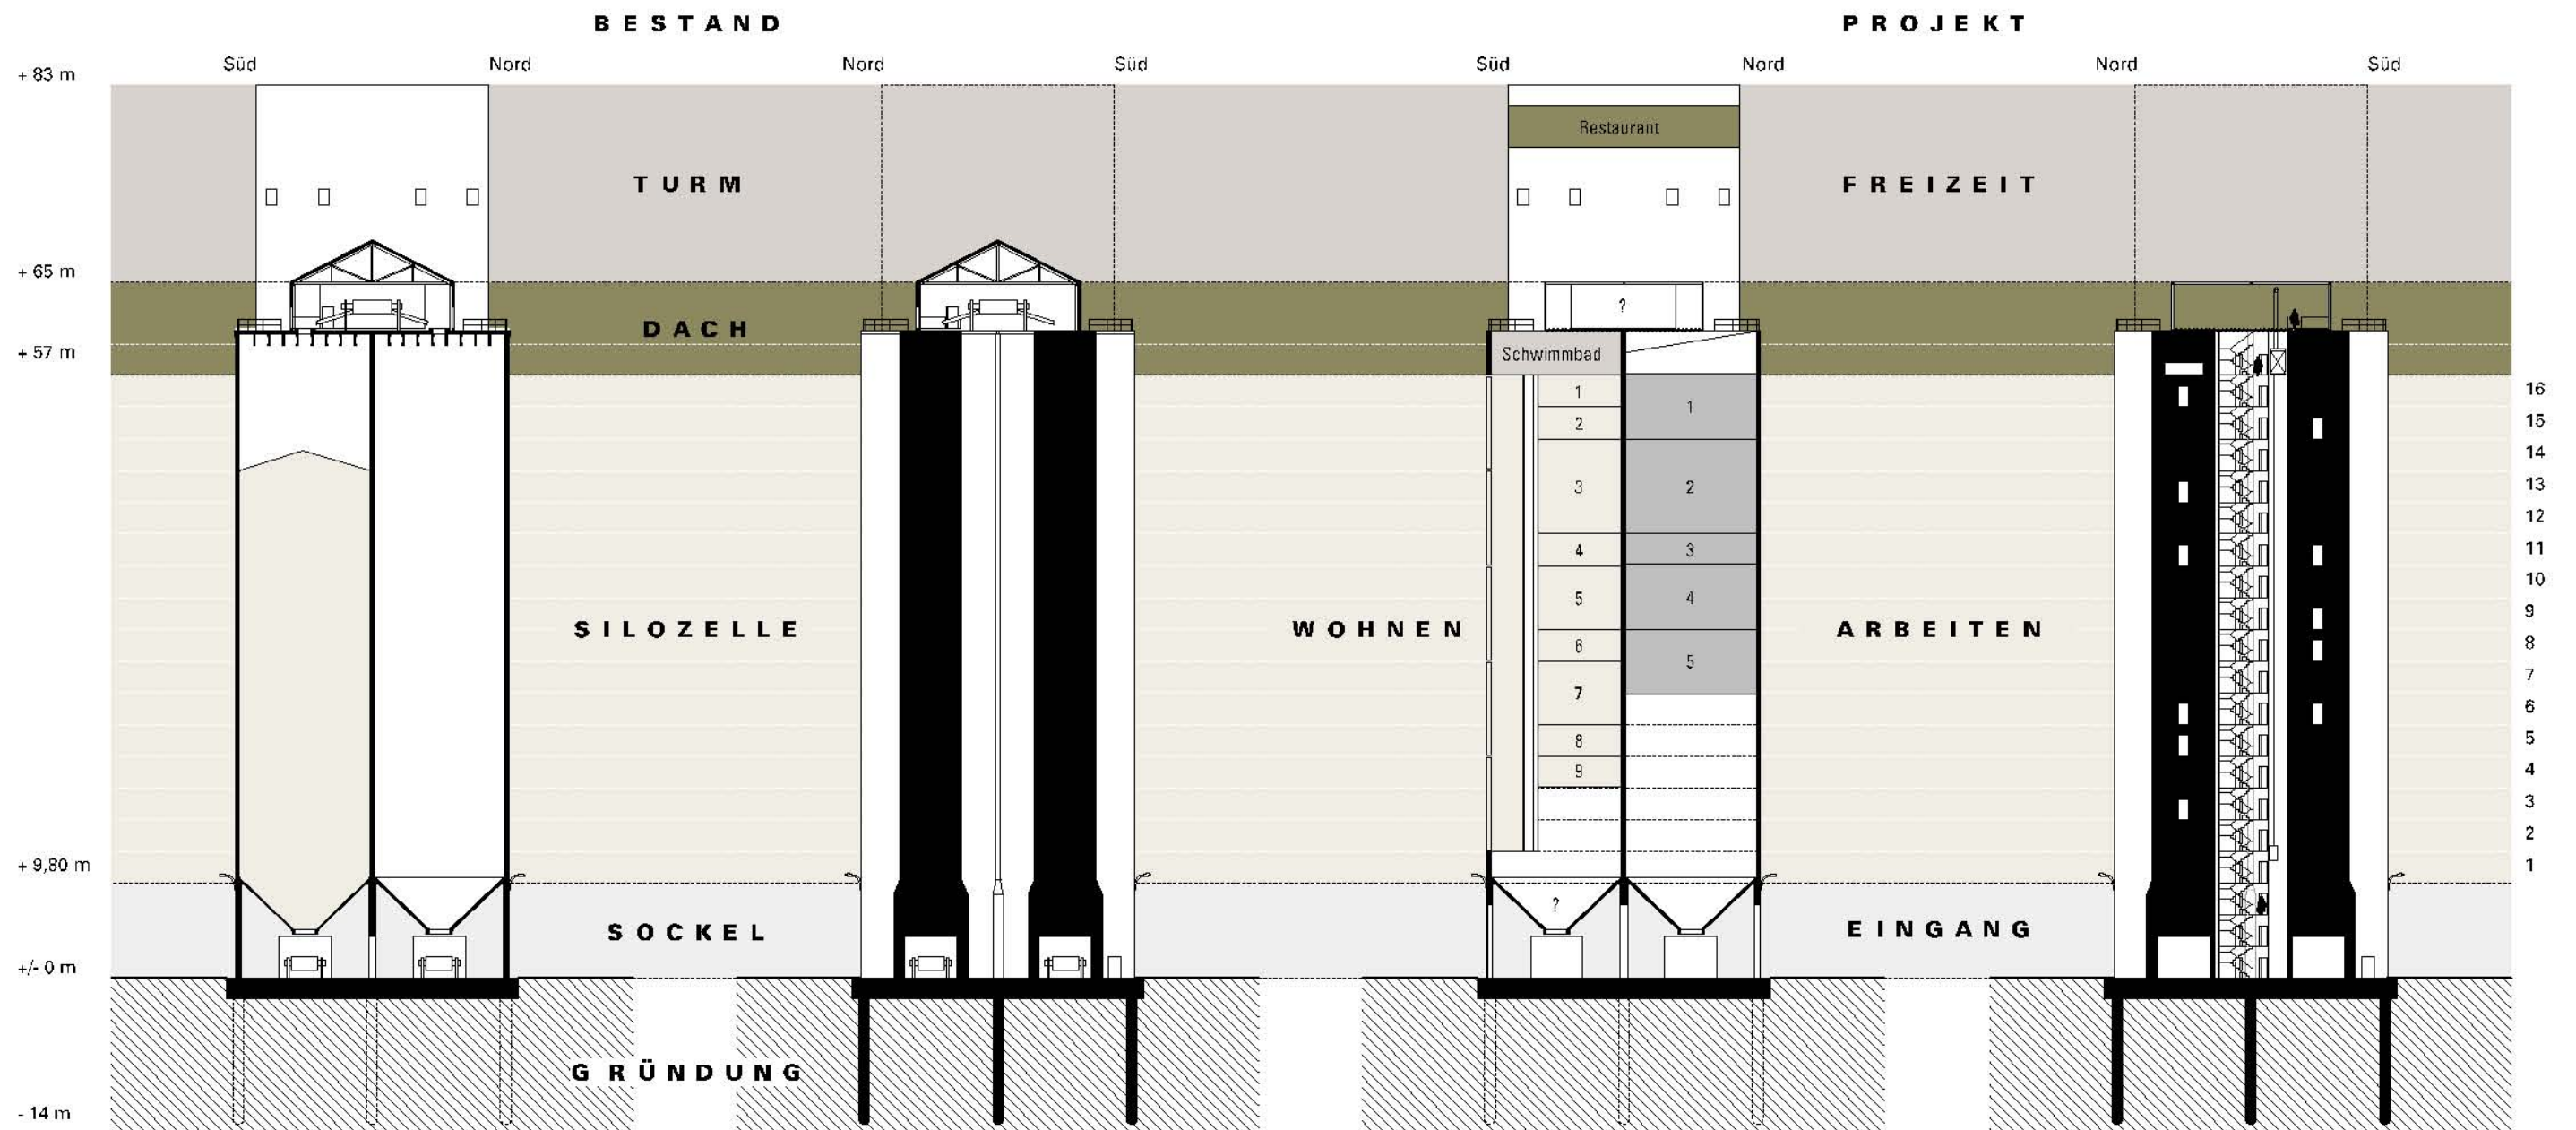 BESTAND PROJEKT
Süd Nord Nord Süd Süd Nord Nord Süd
+ 83 m
Restaurant
TURM FREIZEIT
+ 65 m
?
DACH
+ 57 m
Schwimmbad
16
1
1
15
2
14
13
3 2
12
11
4 3
10
5 4
9
SILOZELLE WOHNEN ARBEITEN
8
6
5
7
7
6
5
8
4
9
3
2
+ 9,80 m
1
?
SOCKEL EINGANG
+/- 0 m
GRÜNDUNG
- 14 m